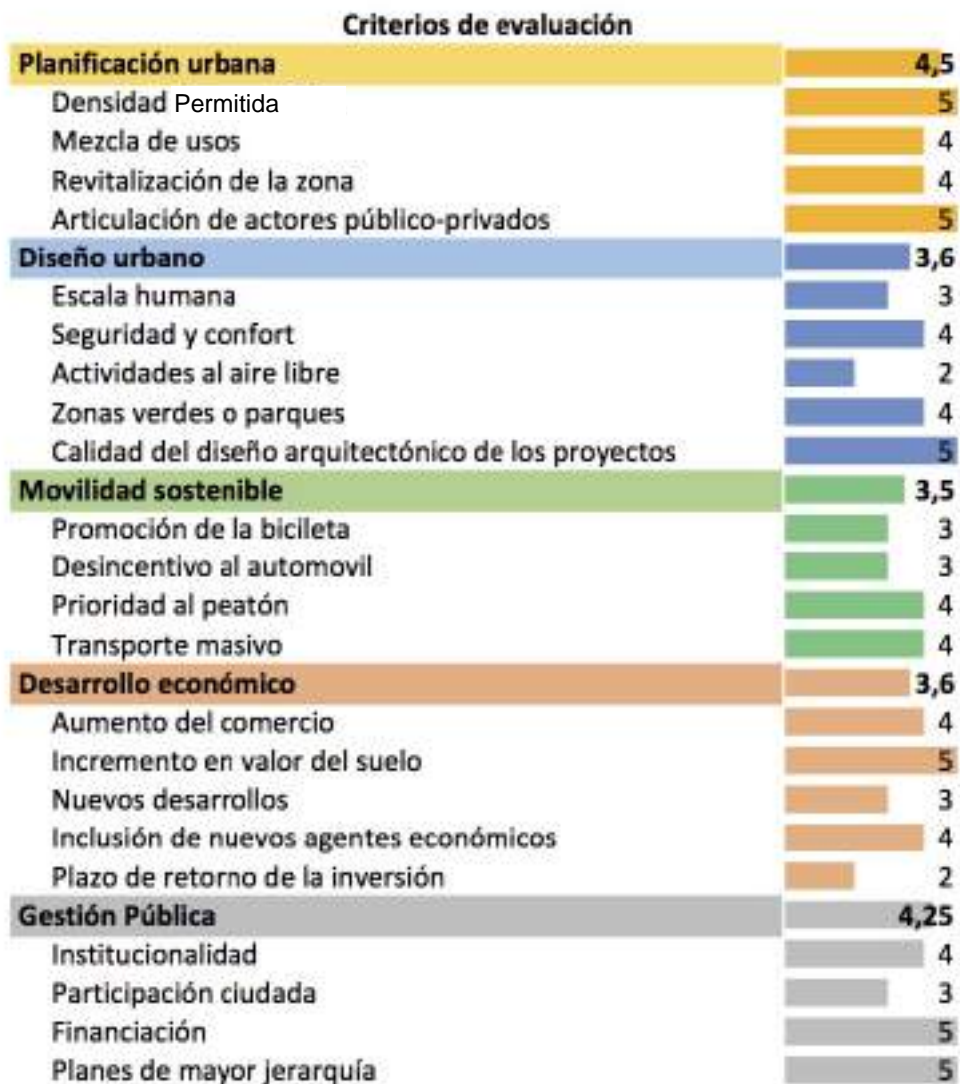 Criterios de evaluación
Planificación urbana 4,5
Densidad Permitida 5
Mezcla de usos 4
Revitalización de la zona 4
Articulación de actores público-privados 5
Diseño urbano 3,6
Escala humana 3
Seguridad y confort 4
Actividades al aire libre 2
Zonas verdes o parques 4
Calidad del diseño arquitectónico de los proyectos 5
Movilidad sostenible 3,5
Promoción de la bicileta 3
Desincentivo al automovil 3
Prioridad al peatón 4
Transporte masivo 4
Desarrollo económico 3,6
Aumento del comercio 4
Incremento en valor del suelo 5
Nuevos desarrollos 3
Inclusión de nuevos agentes económicos 4
Plazo de retorno de la inversión 2
Gestión Pública 4,25
Institucionalidad 4
Participación ciudada 3
Financiación 5
Planes de mayor jerarquía 5